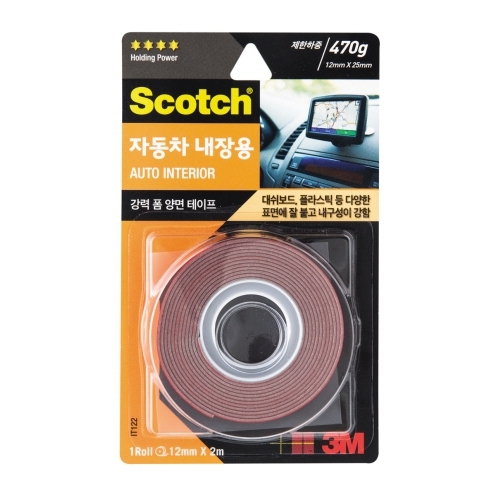 Holding Power
제한하중 470g
12mm X 25mm
Scotch®
자동차 내장용
AUTO INTERIOR
강력 폼 양면 테이프
대쉬보드, 플라스틱 등 다양한
표면에 잘 붙고 내구성이 강함
IT122
1Roll 12mm X 2m
3M